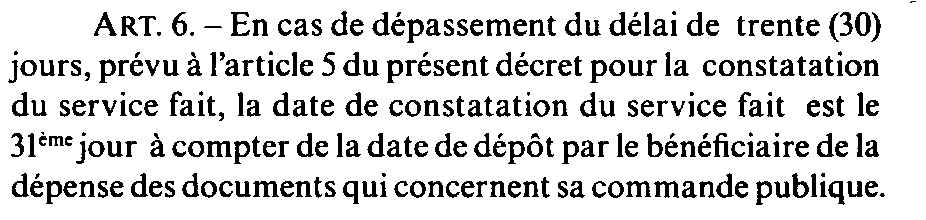 ART. 6. – En cas de dépassement du délai de trente (30)
jours, prévu à l'article 5 du présent décret pour la constatation
du service fait, la date de constatation du service fait est le
31ème jour à compter de la date de dépôt par le bénéficiaire de la
dépense des documents qui concernent sa commande publique.